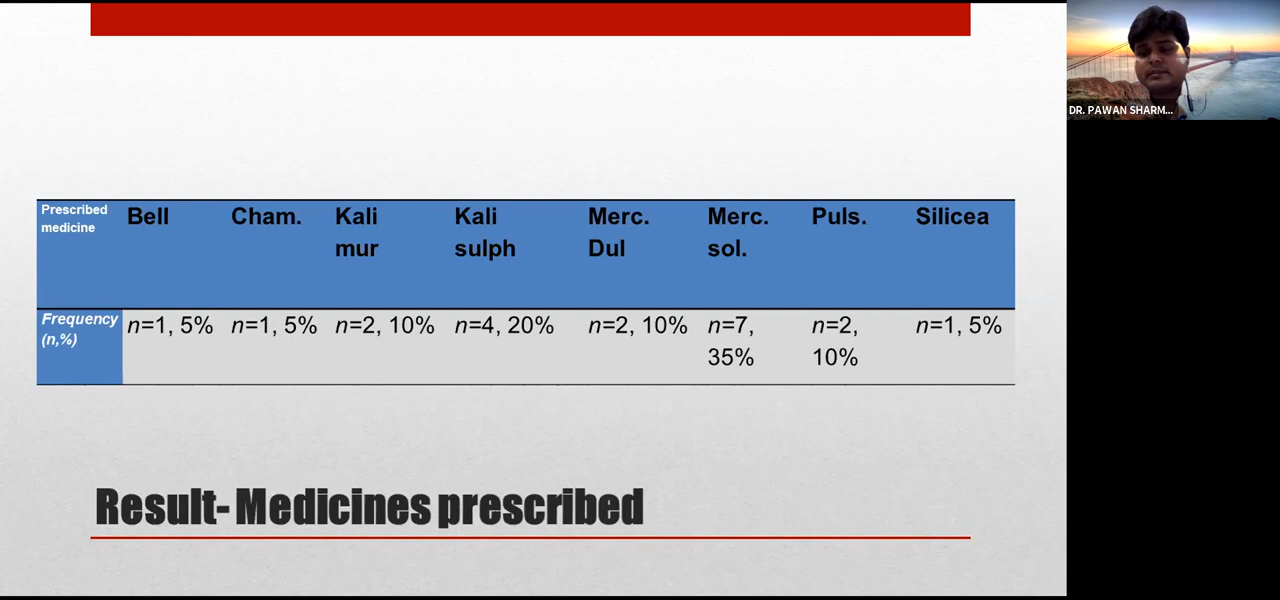 DR. PAWAN SHARM...
Prescribed medicine
Bell
Cham.
Kali mur
Kali sulph
Merc. Dul
Merc. sol.
Puls.
Silicea
Frequency (n,%)
n=1, 5%
n=1, 5%
n=2, 10%
n=4, 20%
n=2, 10%
n=7, 35%
n=2, 10%
n=1, 5%
Result- Medicines prescribed